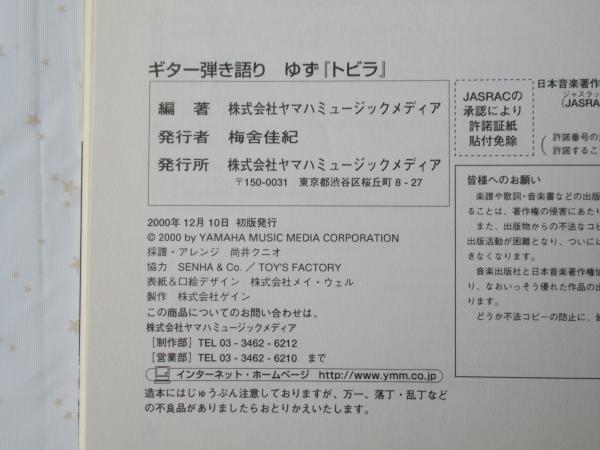 ギター弾き語り　ゆず『トビラ』
編　著　株式会社ヤマハミュージックメディア
発行者　梅舎佳紀
発行所　株式会社ヤマハミュージックメディア
〒150-0031　東京都渋谷区桜丘町8-27
2000年12月10日 初版発行
© 2000 by YAMAHA MUSIC MEDIA CORPORATION
採譜・アレンジ　尚井クニオ
協力　SENHA & Co. ／ TOY'S FACTORY
表紙＆口絵デザイン　株式会社メイ・ウェル
製作　株式会社ゲイン
この商品についてのお問い合わせは、
株式会社ヤマハミュージックメディア
［制作部］TEL 03-3462-6212
［営業部］TEL 03-3462-6210　まで
インターネット・ホームページ　http://www.ymm.co.jp
造本にはじゅうぶん注意しておりますが、万一、落丁・乱丁など
の不良品がありましたらおとりかえいたします。
JASRACの
承認により
許諾証紙
貼付免除
日本音楽著作
ジャスラッ
(JASRA
許諾番号の
許諾するこ
皆様へのお願い
楽譜や歌詞・音楽書などの出版
ることは、著作権の侵害にあた
また、出版物からの不法なコピ
出版活動が困難となり、ついには
きなくなります。
音楽出版社と日本音楽著作権協
り、なおいっそう優れた作品の出
ります。
どうか不法コピーの防止に、皆